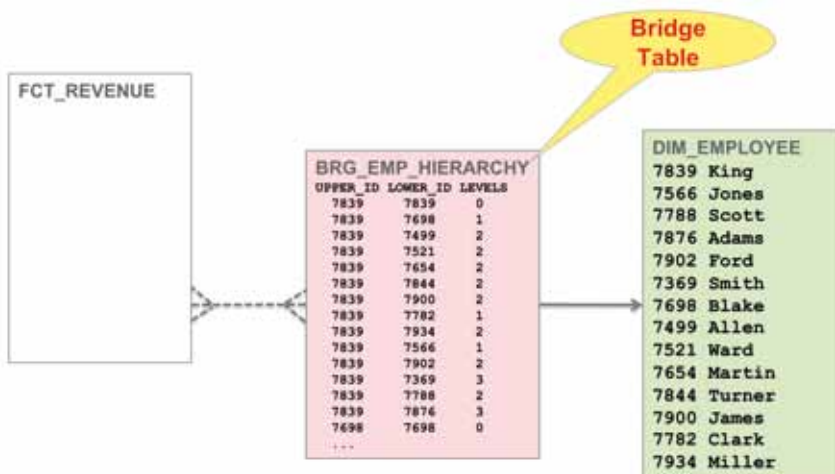 Bridge
Table
FCT_REVENUE
BRG_EMP_HIERARCHY
UPPER_ID LOWER_ID LEVELS
7839 7839 0
7839 7698 1
7839 7499 2
7839 7521 2
7839 7654 2
7839 7844 2
7839 7900 2
7839 7782 1
7839 7934 2
7839 7566 1
7839 7902 2
7839 7369 3
7839 7788 2
7839 7876 3
7698 7698 0
...
DIM_EMPLOYEE
7839 King
7566 Jones
7788 Scott
7876 Adams
7902 Ford
7369 Smith
7698 Blake
7499 Allen
7521 Ward
7654 Martin
7844 Turner
7900 James
7782 Clark
7934 Miller